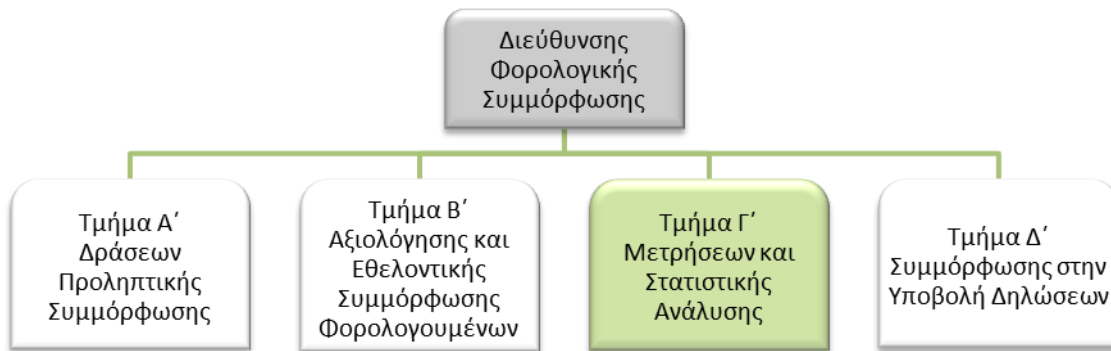 Διεύθυνσης
Φορολογικής
Συμμόρφωσης
Τμήμα Α΄
Δράσεων
Προληπτικής
Συμμόρφωσης
Τμήμα Β΄
Αξιολόγησης και
Εθελοντικής
Συμμόρφωσης
Φορολογουμένων
Τμήμα Γ΄
Μετρήσεων και
Στατιστικής
Ανάλυσης
Τμήμα Δ΄
Συμμόρφωσης στην
Υποβολή Δηλώσεων